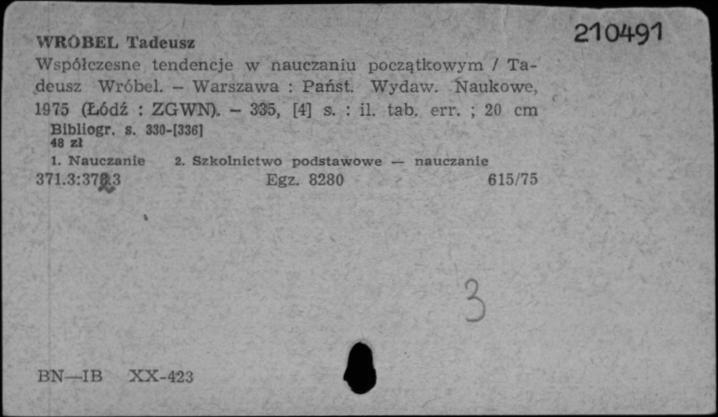 210491
WRÓBEL Tadeusz
Współczesne tendencje w nauczaniu początkowym / Ta-
deusz Wróbel. — Warszawa : Państ. Wydaw. Naukowe,
1975 (Łódź : ZGWN). — 335, [4] s. : il. tab. err. ; 20 cm
Bibliogr. s. 330-[336]
48 zł
1. Nauczanie 2. Szkolnictwo podstawowe — nauczanie
Egz. 8280 615/75
3
BN—IB XX-423